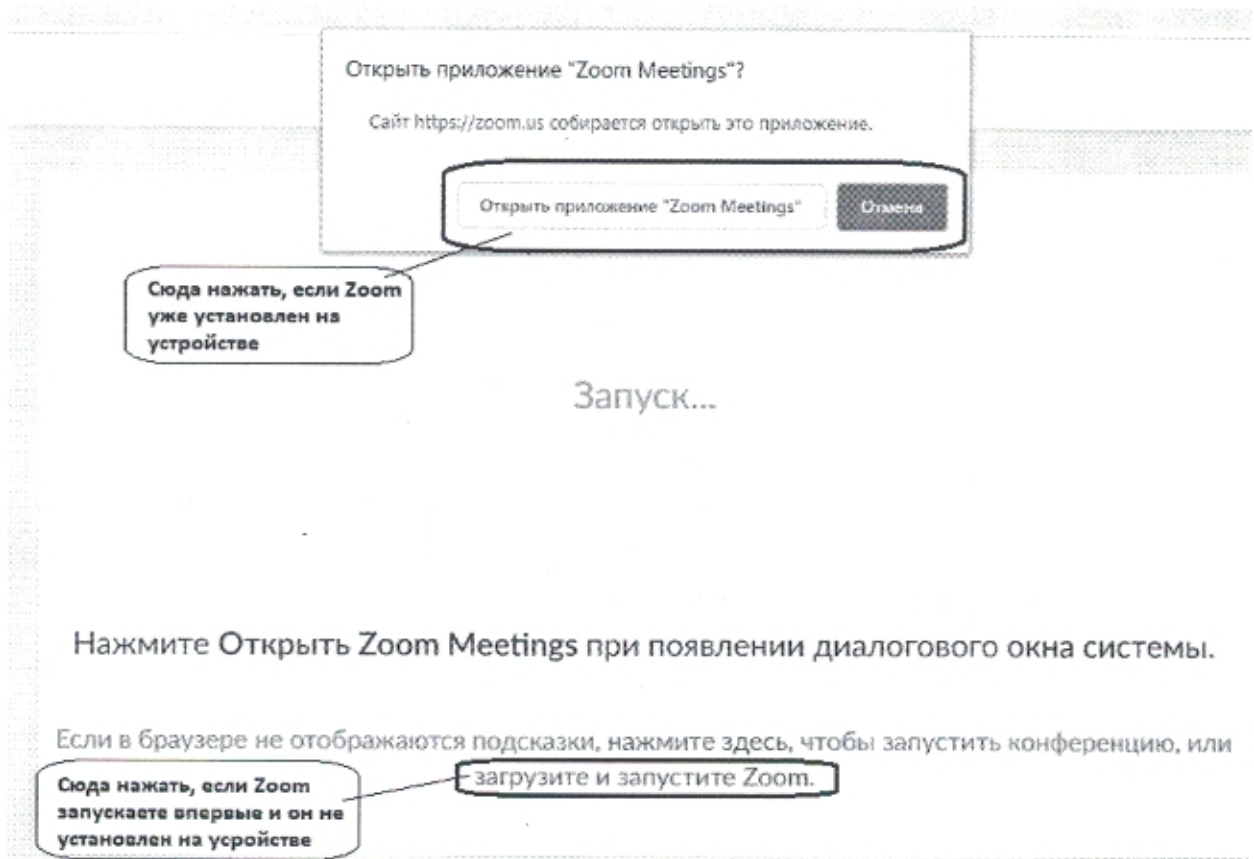 Открыть приложение "Zoom Meetings"?
Сайт https://zoom.us собирается открыть это приложение.
Открыть приложение "Zoom Meetings"
Отмена
Сюда нажать, если Zoom
уже установлен на
устройстве
Запуск...
Нажмите Открыть Zoom Meetings при появлении диалогового окна системы.
Если в браузере не отображаются подсказки, нажмите здесь, чтобы запустить конференцию, или
загрузите и запустите Zoom.
Сюда нажать, если Zoom
запускаете впервые и он не
установлен на усройстве